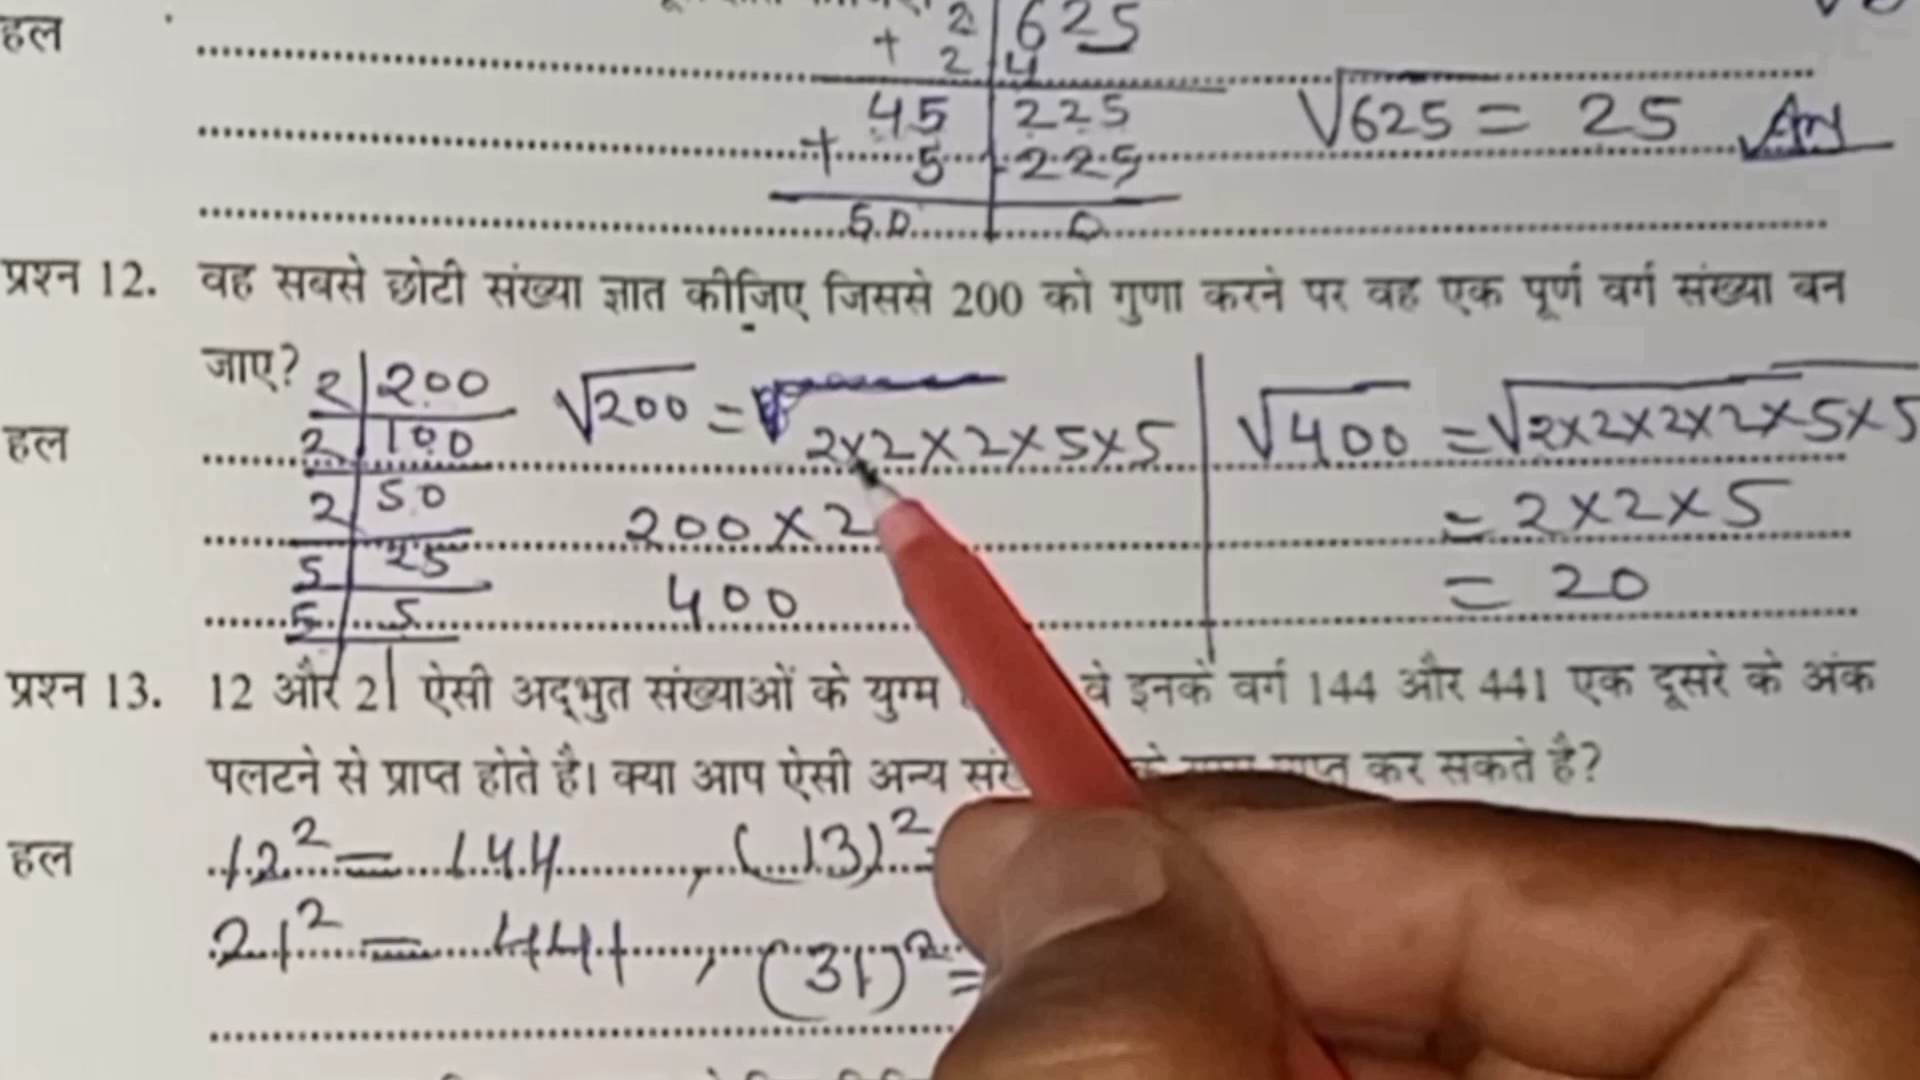 हल
2 | 625
+ 2 | 4
45 | 225
+ 5 | 225
50 | 0
√625 = 25 Ans
प्रश्न 12. वह सबसे छोटी संख्या ज्ञात कीजिए जिससे 200 को गुणा करने पर वह एक पूर्ण वर्ग संख्या बन
जाए?
हल
2 | 200
2 | 100
2 | 50
5 | 25
5 | 5
1
√200 = √2×2×2×5×5
200 × 2
400
√400 = √2×2×2×2×5×5
= 2×2×5
= 20
प्रश्न 13. 12 और 21 ऐसी अद्भुत संख्याओं के युग्म वे इनके वर्ग 144 और 441 एक दूसरे के अंक
पलटने से प्राप्त होते है। क्या आप ऐसी अन्य कर सकते है?
हल
12² = 144, (13)² =
21² = 441, (31)² =